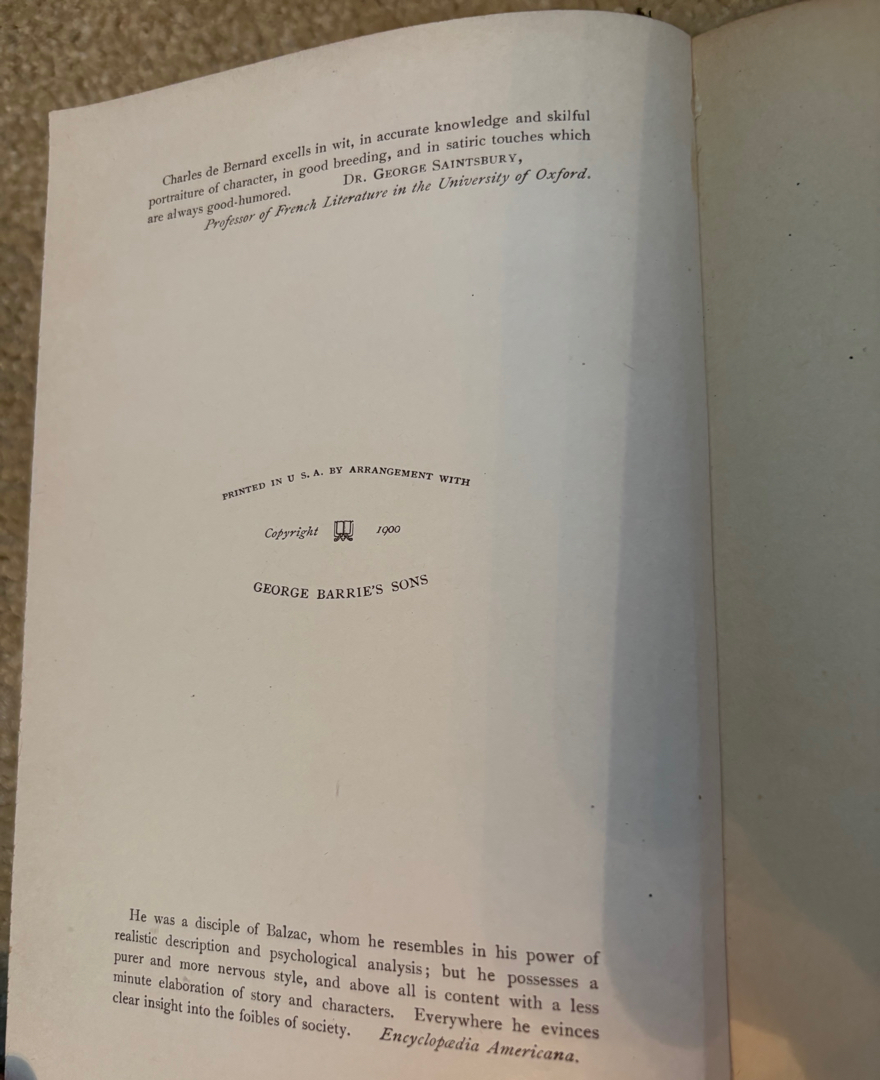 Charles de Bernard excells in wit, in accurate knowledge and skilful
portraiture of character, in good breeding, and in satiric touches which
are always good-humored. DR. GEORGE SAINTSBURY,
Professor of French Literature in the University of Oxford.
PRINTED IN U S. A. BY ARRANGEMENT WITH
Copyright 1900
GEORGE BARRIE'S SONS
He was a disciple of Balzac, whom he resembles in his power of
realistic description and psychological analysis; but he possesses a
purer and more nervous style, and above all is content with a less
minute elaboration of story and characters. Everywhere he evinces
clear insight into the foibles of society. Encyclopædia Americana.